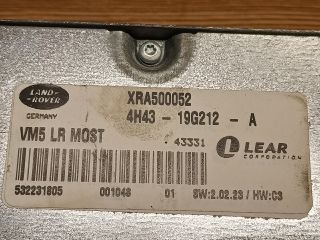 LAND-
ROVER
GERMANY
XRA500052
4H43 - 19G212 - A
VM5 LR MOST
43331
LEAR
CORPORATION
532231805 001048 01 SW:2.02.23 / HW:C3